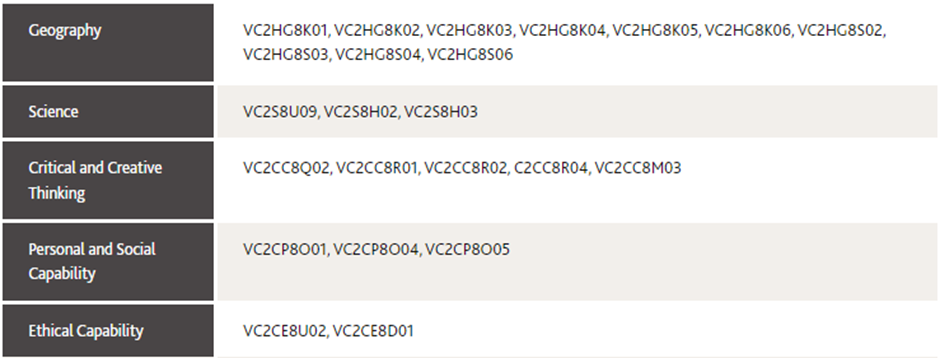 Geography
VC2HG8K01, VC2HG8K02, VC2HG8K03, VC2HG8K04, VC2HG8K05, VC2HG8K06, VC2HG8S02,
VC2HG8S03, VC2HG8S04, VC2HG8S06
Science
VC2S8U09, VC2S8H02, VC2S8H03
Critical and Creative
Thinking
VC2CC8Q02, VC2CC8R01, VC2CC8R02, C2CC8R04, VC2CC8M03
Personal and Social
Capability
VC2CP8O01, VC2CP8O04, VC2CP8O05
Ethical Capability
VC2CE8U02, VC2CE8D01